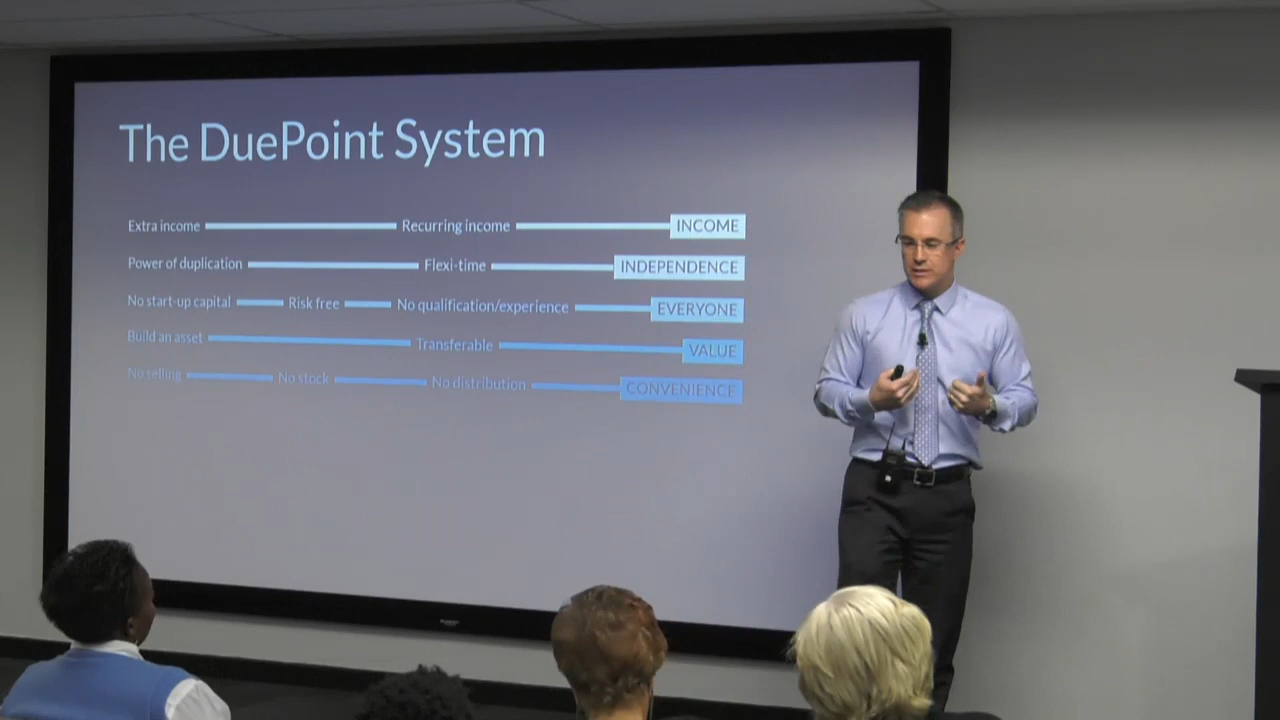 The DuePoint System
Extra income Recurring income INCOME
Power of duplication Flexi-time INDEPENDENCE
No start-up capital Risk free No qualification/experience EVERYONE
Build an asset Transferable VALUE
No selling No stock No distribution CONVENIENCE